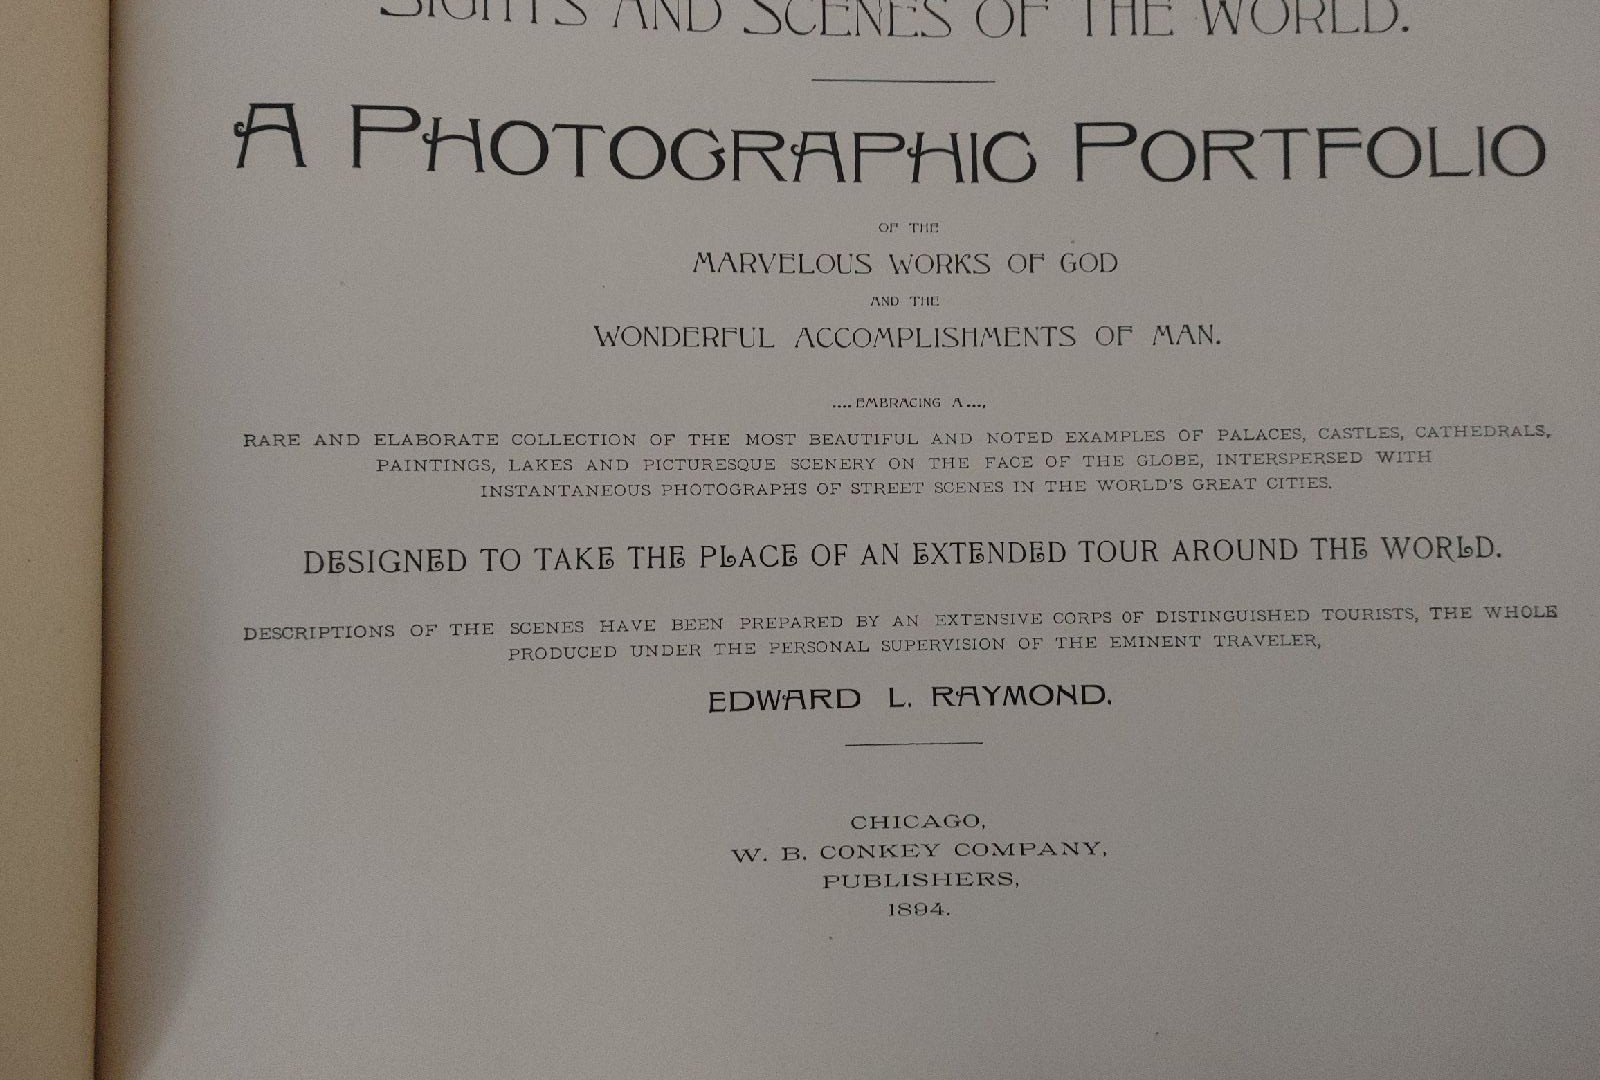 SIGHTS AND SCENES OF THE WORLD.
A PHOTOGRAPHIC PORTFOLIO
OF THE
MARVELOUS WORKS OF GOD
AND THE
WONDERFUL ACCOMPLISHMENTS OF MAN.
....EMBRACING A...,
RARE AND ELABORATE COLLECTION OF THE MOST BEAUTIFUL AND NOTED EXAMPLES OF PALACES, CASTLES, CATHEDRALS,
PAINTINGS, LAKES AND PICTURESQUE SCENERY ON THE FACE OF THE GLOBE, INTERSPERSED WITH
INSTANTANEOUS PHOTOGRAPHS OF STREET SCENES IN THE WORLD'S GREAT CITIES.
DESIGNED TO TAKE THE PLACE OF AN EXTENDED TOUR AROUND THE WORLD.
DESCRIPTIONS OF THE SCENES HAVE BEEN PREPARED BY AN EXTENSIVE CORPS OF DISTINGUISHED TOURISTS, THE WHOLE
PRODUCED UNDER THE PERSONAL SUPERVISION OF THE EMINENT TRAVELER,
EDWARD L. RAYMOND.
CHICAGO,
W. B. CONKEY COMPANY,
PUBLISHERS,
1894.